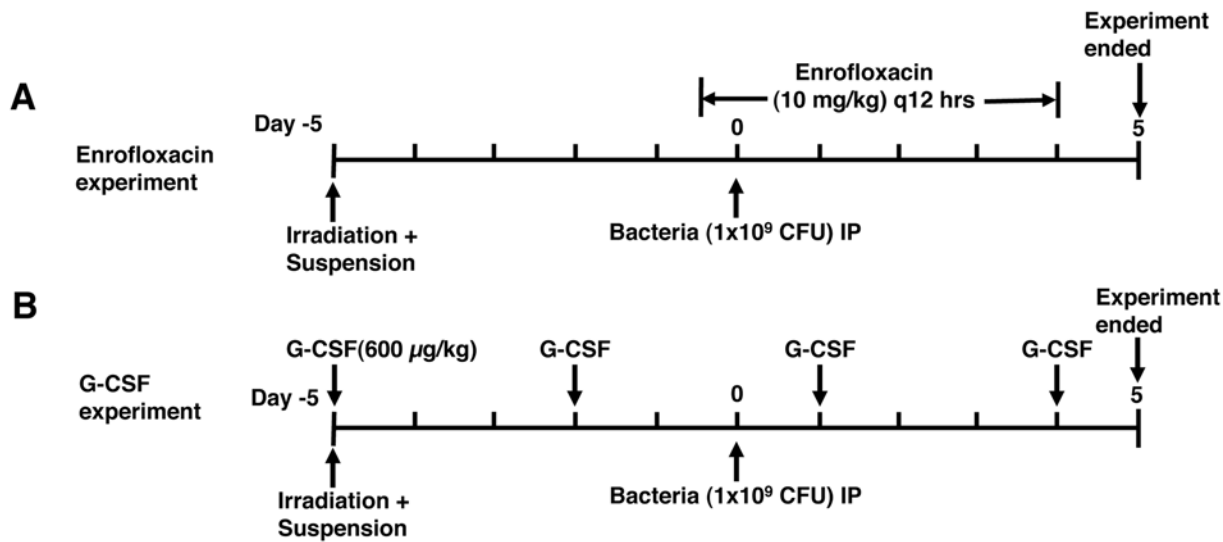 A
Enrofloxacin
experiment
Day -5
Enrofloxacin
(10 mg/kg) q12 hrs
Experiment
ended
0
5
Irradiation +
Suspension
Bacteria (1x10⁹ CFU) IP
B
G-CSF
experiment
G-CSF(600 µg/kg)
G-CSF
G-CSF
G-CSF
Experiment
ended
Day -5
0
5
Irradiation +
Suspension
Bacteria (1x10⁹ CFU) IP